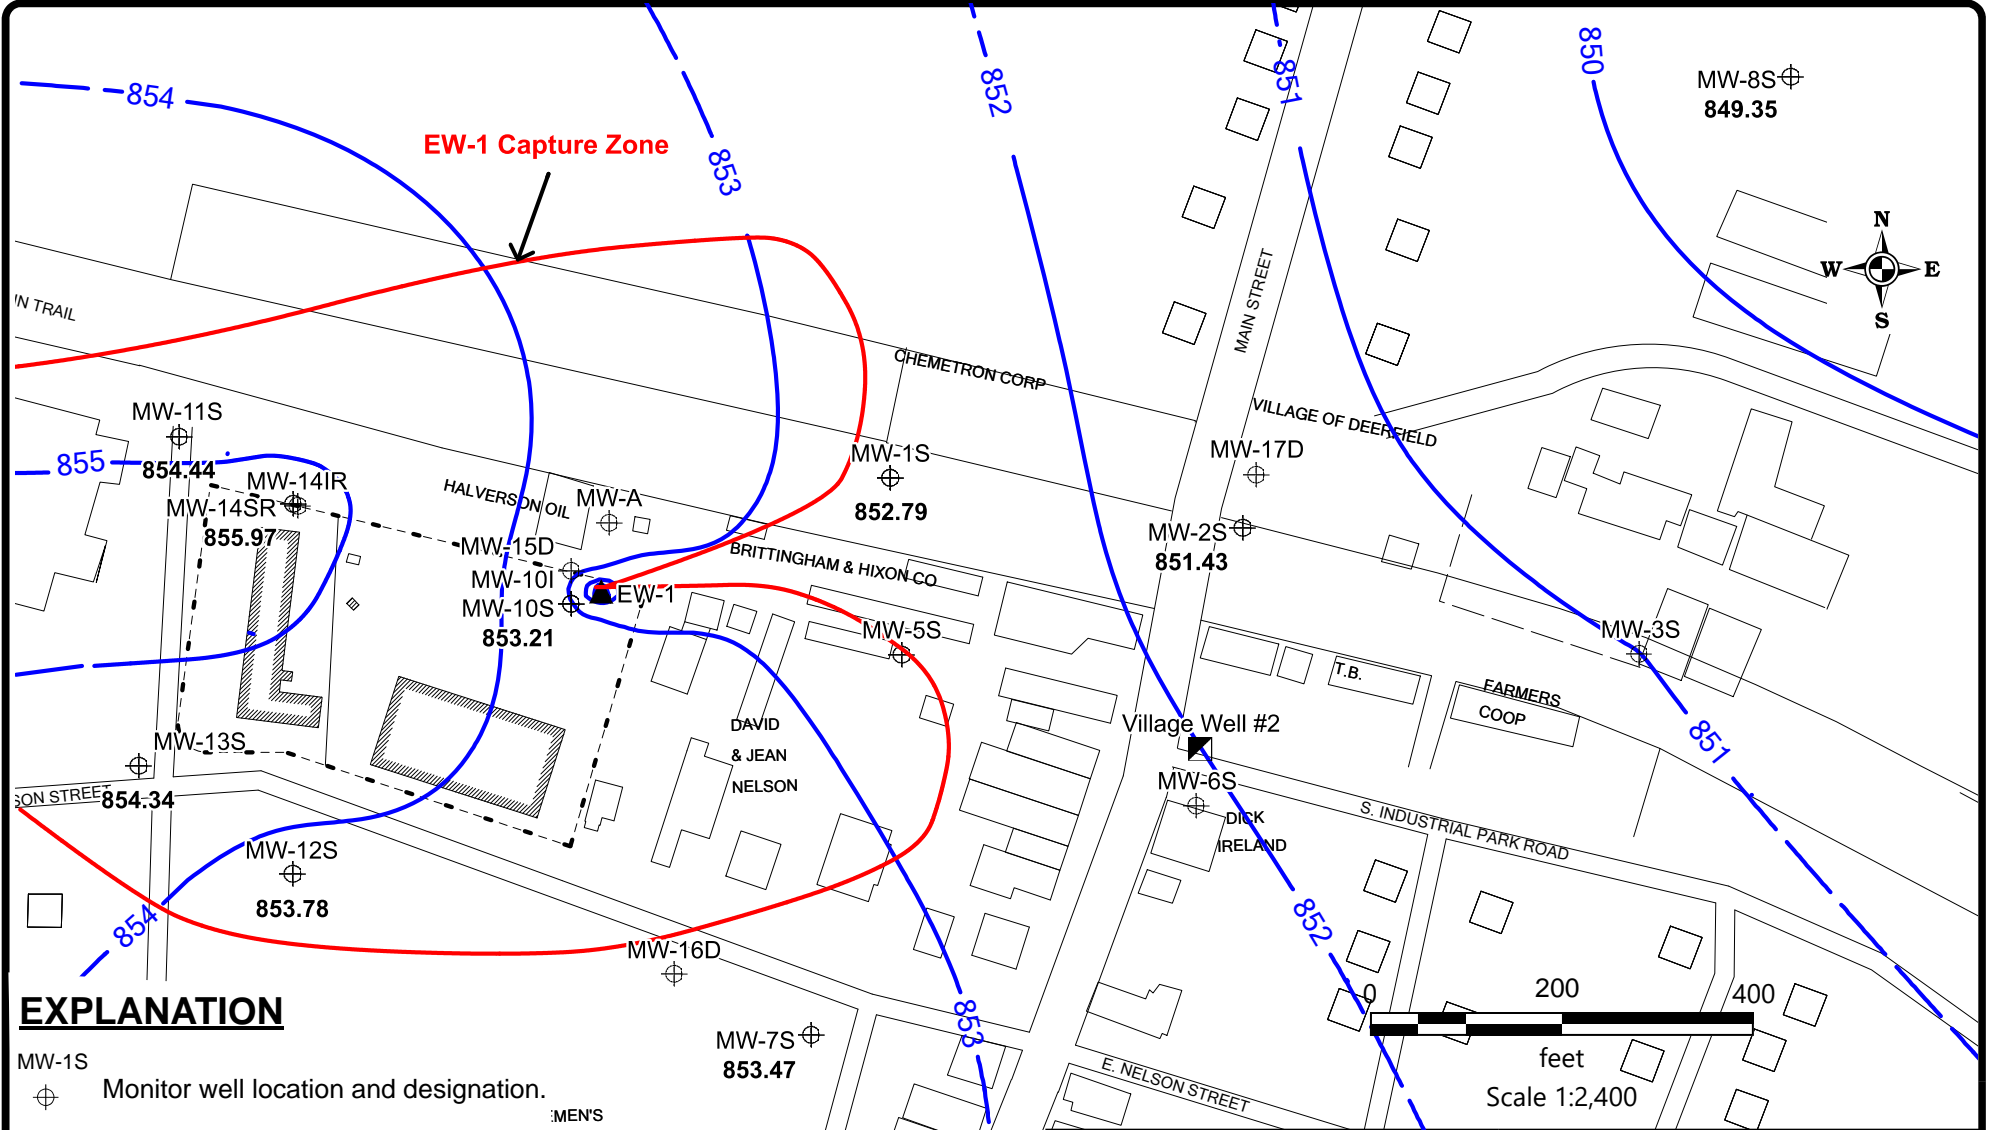 854
852
851
850
MW-8S
849.35
EW-1 Capture Zone
853
N
W E
S
IN TRAIL
MAIN STREET
CHEMETRON CORP
VILLAGE OF DEERFIELD
MW-11S
854.44
855
MW-14IR
MW-14SR
855.97
HALVERSON OIL
MW-A
MW-1S
852.79
MW-17D
MW-2S
851.43
MW-15D
MW-10I
MW-10S
853.21
EW-1
BRITTINGHAM & HIXON CO
MW-5S
MW-3S
T.B.
FARMERS
COOP
DAVID
& JEAN
NELSON
Village Well #2
MW-6S
DICK
IRELAND
851
MW-13S
854.34
SON STREET
S. INDUSTRIAL PARK ROAD
MW-12S
853.78
854
852
MW-16D
853
MW-7S
853.47
E. NELSON STREET
0 200 400
feet
Scale 1:2,400
EXPLANATION
MW-1S
Monitor well location and designation.
EMEN'S